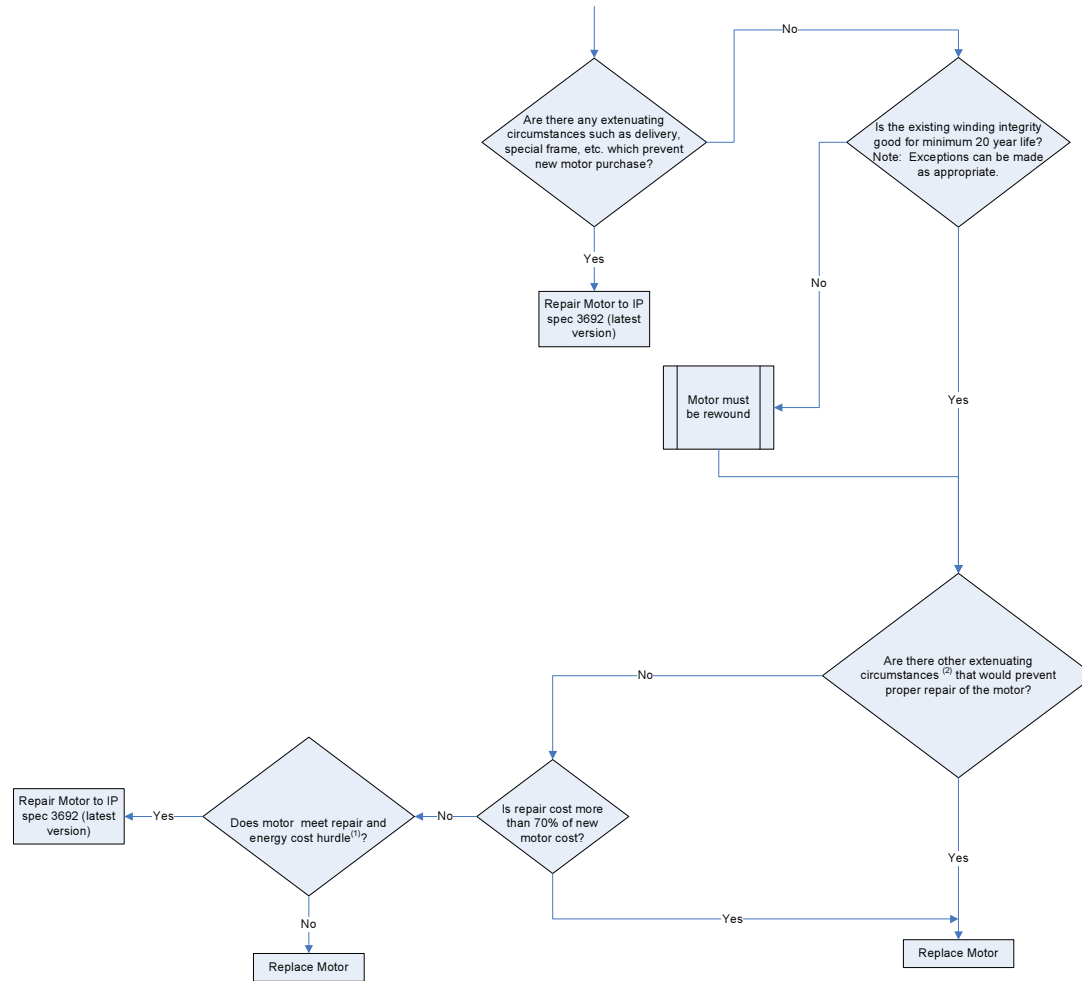 No
Are there any extenuating
circumstances such as delivery,
special frame, etc. which prevent
new motor purchase?
Is the existing winding integrity
good for minimum 20 year life?
Note:  Exceptions can be made
as appropriate.
Yes
No
Repair Motor to IP
spec 3692 (latest
version)
Motor must
be rewound
Yes
Are there other extenuating
circumstances (2) that would prevent
proper repair of the motor?
No
Repair Motor to IP
spec 3692 (latest
version)
Yes
Does motor  meet repair and
energy cost hurdle(1)?
No
Is repair cost more
than 70% of new
motor cost?
Yes
No
Yes
Replace Motor
Replace Motor